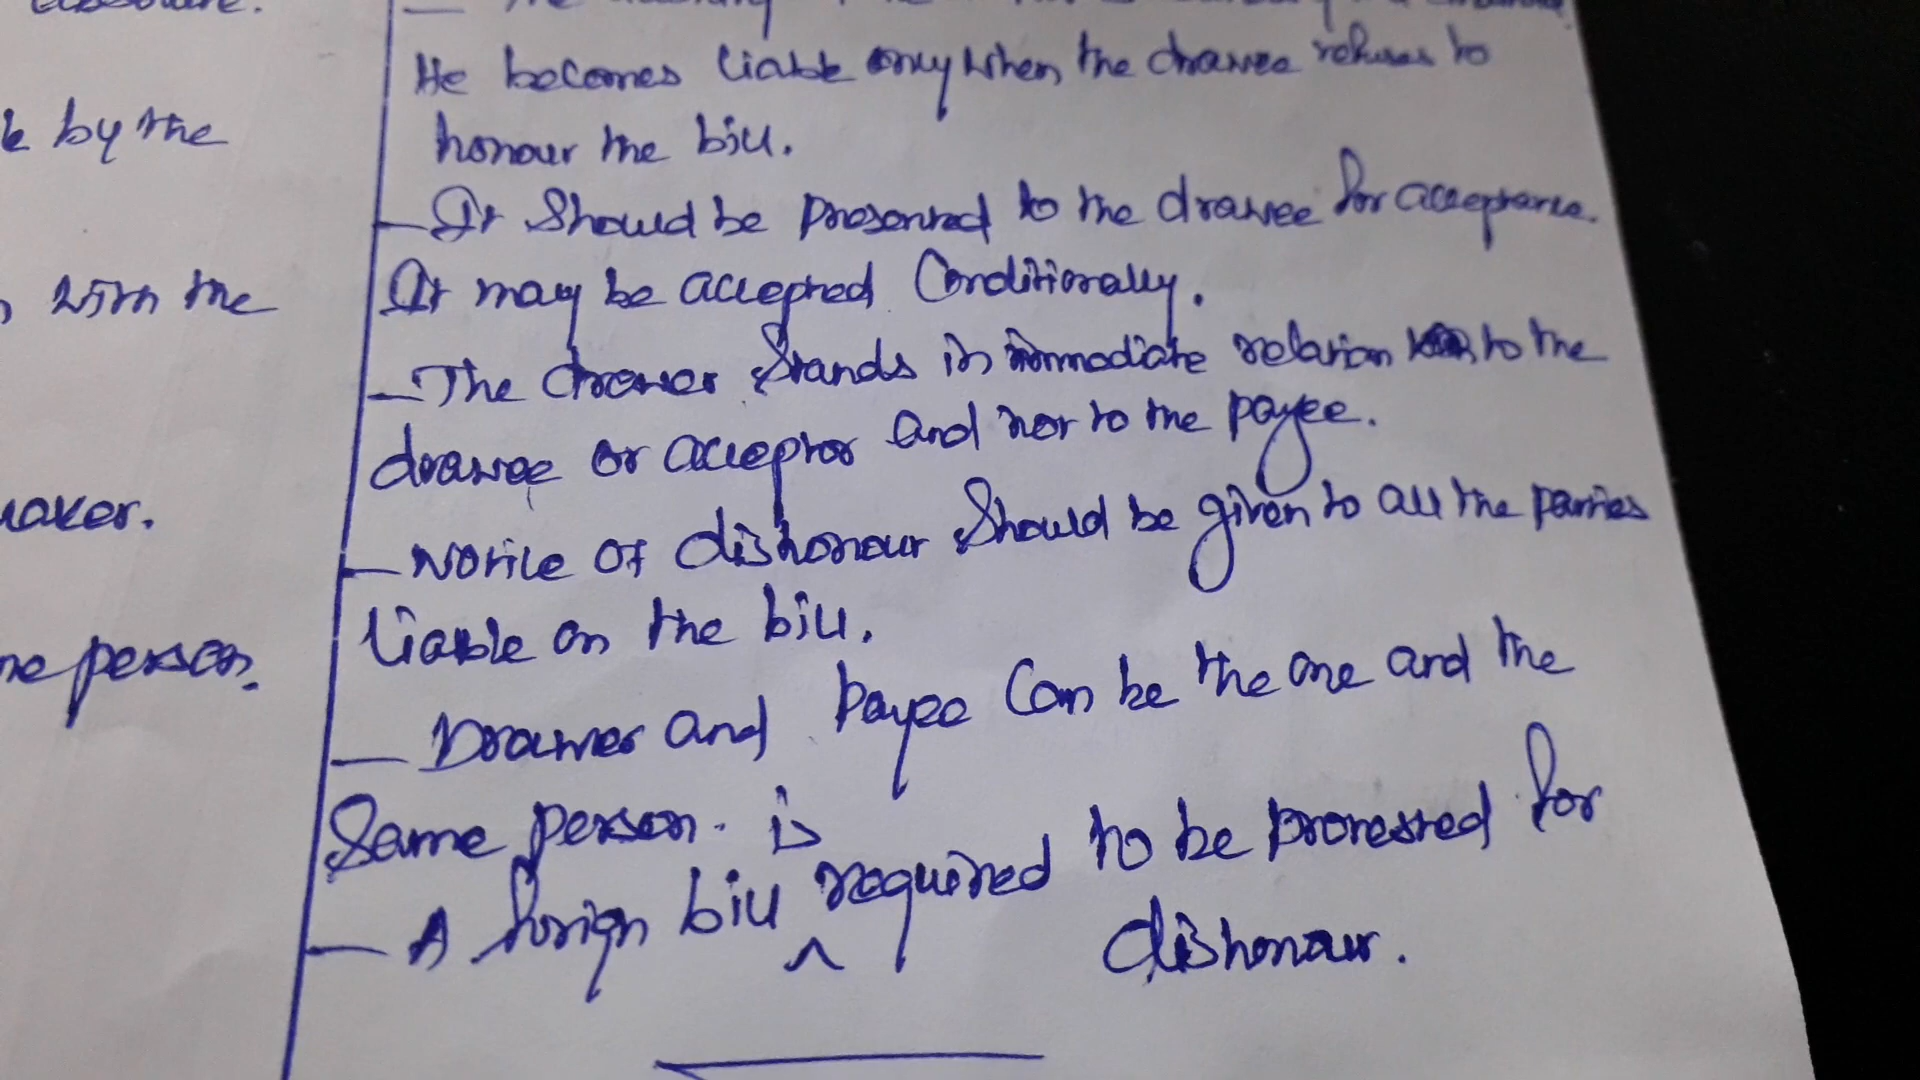 by the
with the
person.
He becomes liable only when the drawee refuses to
honour the bill.
- It Should be presented to the drawee for acceptance.
It may be accepted Conditionally.
- The drawer Stands in immediate relation to the
drawee or acceptor and not to the payee.
- Notice of dishonour Should be given to all the parties
liable on the bill.
- Drawer and Payee Can be the one and the
Same person.
- A forign bill is required to be protested for
dishonour.